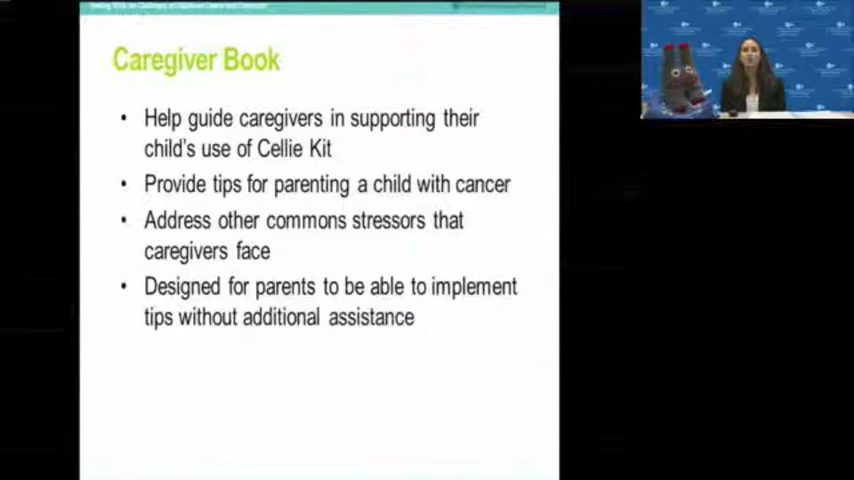 Caregiver Book
• Help guide caregivers in supporting their
child's use of Cellie Kit
• Provide tips for parenting a child with cancer
• Address other commons stressors that
caregivers face
• Designed for parents to be able to implement
tips without additional assistance